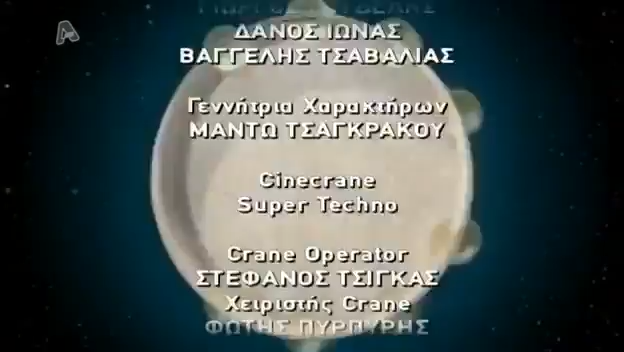 ΔΑΝΟΣ ΙΩΝΑΣ
ΒΑΓΓΕΛΗΣ ΤΣΑΒΑΛΙΑΣ
Γεννήτρια Χαρακτήρων
ΜΑΝΤΩ ΤΣΑΓΚΡΑΚΟΥ
Cinecrane
Super Techno
Crane Operator
ΣΤΕΦΑΝΟΣ ΤΣΙΓΚΑΣ
Χειριστής Crane
ΦΩΤΗΣ ΠΥΡΠΥΡΗΣ